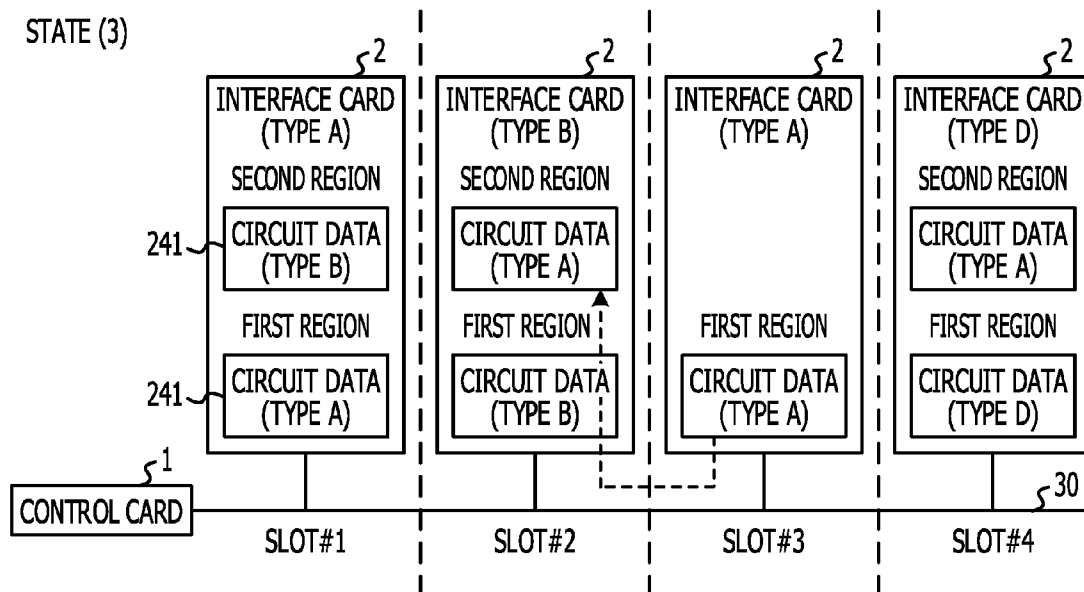 STATE (3)
2
2
2
2
INTERFACE CARD
(TYPE A)
SECOND REGION
241
CIRCUIT DATA
(TYPE B)
FIRST REGION
241
CIRCUIT DATA
(TYPE A)
INTERFACE CARD
(TYPE B)
SECOND REGION
CIRCUIT DATA
(TYPE A)
FIRST REGION
CIRCUIT DATA
(TYPE B)
INTERFACE CARD
(TYPE A)
FIRST REGION
CIRCUIT DATA
(TYPE A)
INTERFACE CARD
(TYPE D)
SECOND REGION
CIRCUIT DATA
(TYPE A)
FIRST REGION
CIRCUIT DATA
(TYPE D)
1
CONTROL CARD
30
SLOT#1
SLOT#2
SLOT#3
SLOT#4